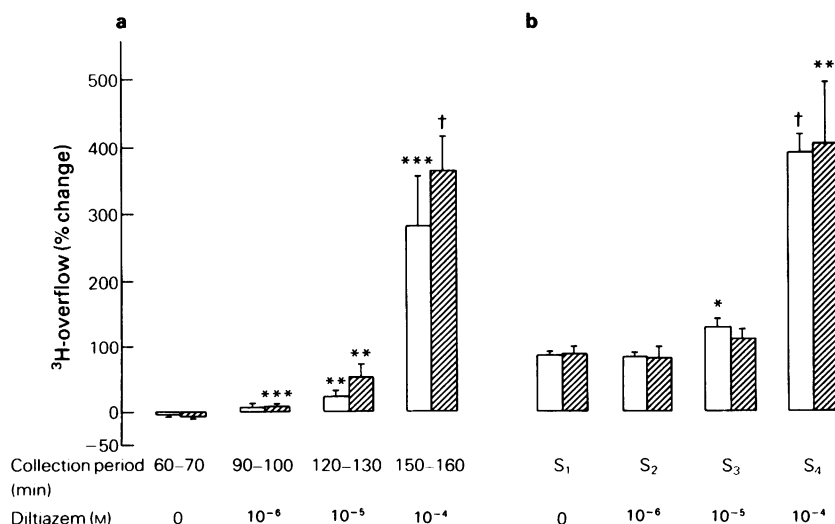 a
b
³H-overflow (% change)
500
400
300
200
100
0
−50
***
**
**
***
†
*
†
**
Collection period 60–70 90–100 120–130 150–160 S₁ S₂ S₃ S₄
(min)
Diltiazem (M) 0 10⁻⁶ 10⁻⁵ 10⁻⁴ 0 10⁻⁶ 10⁻⁵ 10⁻⁴